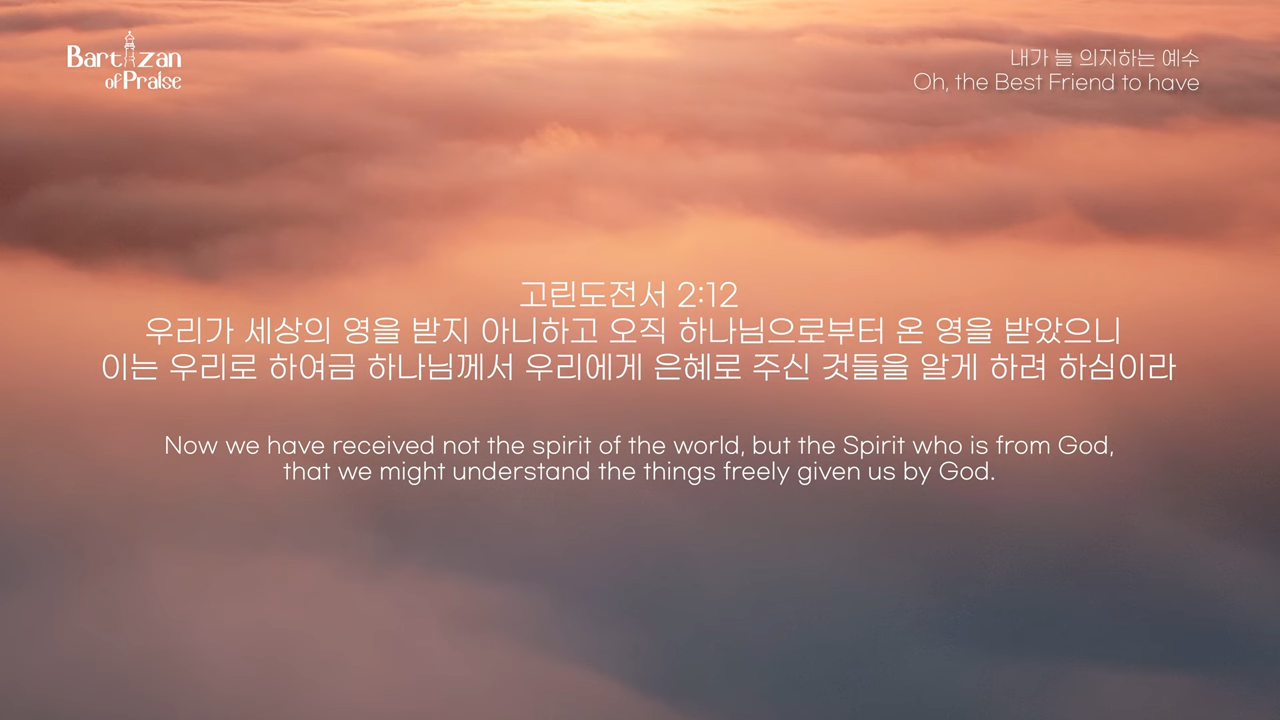 Bartizan
of Praise
내가 늘 의지하는 예수
Oh, the Best Friend to have
고린도전서 2:12
우리가 세상의 영을 받지 아니하고 오직 하나님으로부터 온 영을 받았으니
이는 우리로 하여금 하나님께서 우리에게 은혜로 주신 것들을 알게 하려 하심이라
Now we have received not the spirit of the world, but the Spirit who is from God,
that we might understand the things freely given us by God.